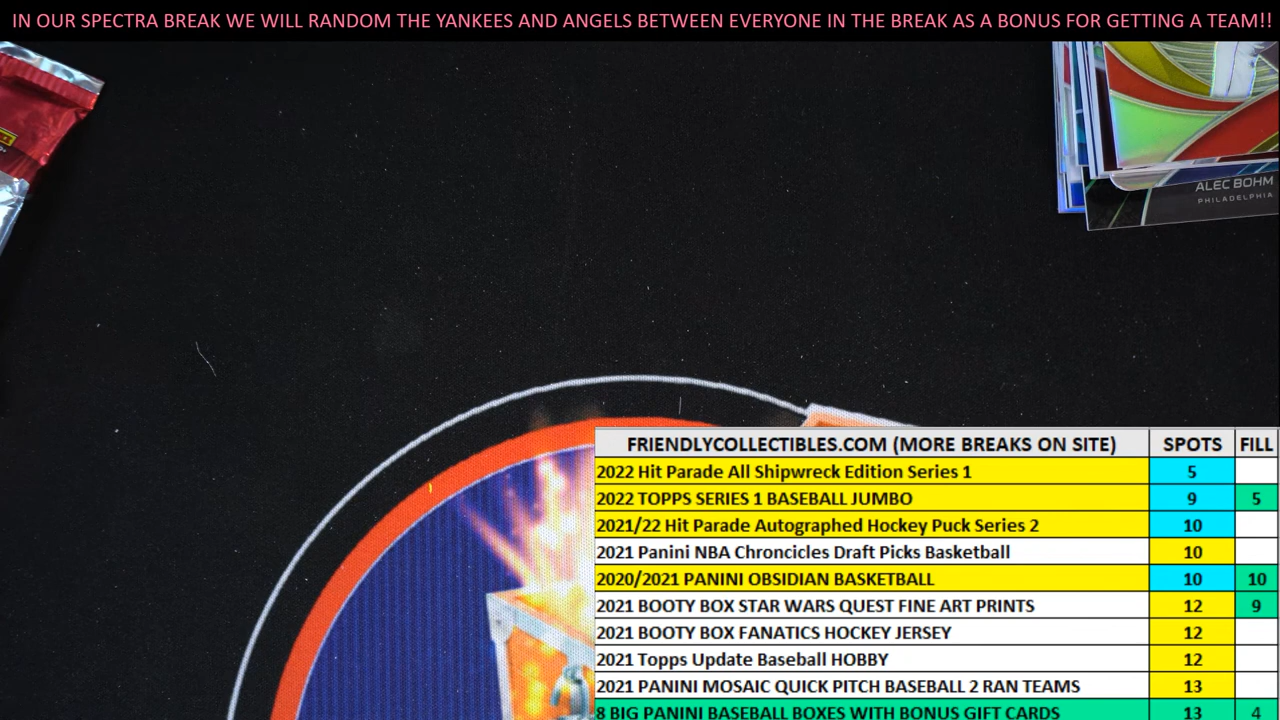 IN OUR SPECTRA BREAK WE WILL RANDOM THE YANKEES AND ANGELS BETWEEN EVERYONE IN THE BREAK AS A BONUS FOR GETTING A TEAM!!
ALEC BOHM
PHILADELPHIA
FRIENDLYCOLLECTIBLES.COM (MORE BREAKS ON SITE) SPOTS FILL
2022 Hit Parade All Shipwreck Edition Series 1 5
2022 TOPPS SERIES 1 BASEBALL JUMBO 9 5
2021/22 Hit Parade Autographed Hockey Puck Series 2 10
2021 Panini NBA Chroncicles Draft Picks Basketball 10
2020/2021 PANINI OBSIDIAN BASKETBALL 10 10
2021 BOOTY BOX STAR WARS QUEST FINE ART PRINTS 12 9
2021 BOOTY BOX FANATICS HOCKEY JERSEY 12
2021 Topps Update Baseball HOBBY 12
2021 PANINI MOSAIC QUICK PITCH BASEBALL 2 RAN TEAMS 13
8 BIG PANINI BASEBALL BOXES WITH BONUS GIFT CARDS 13 4